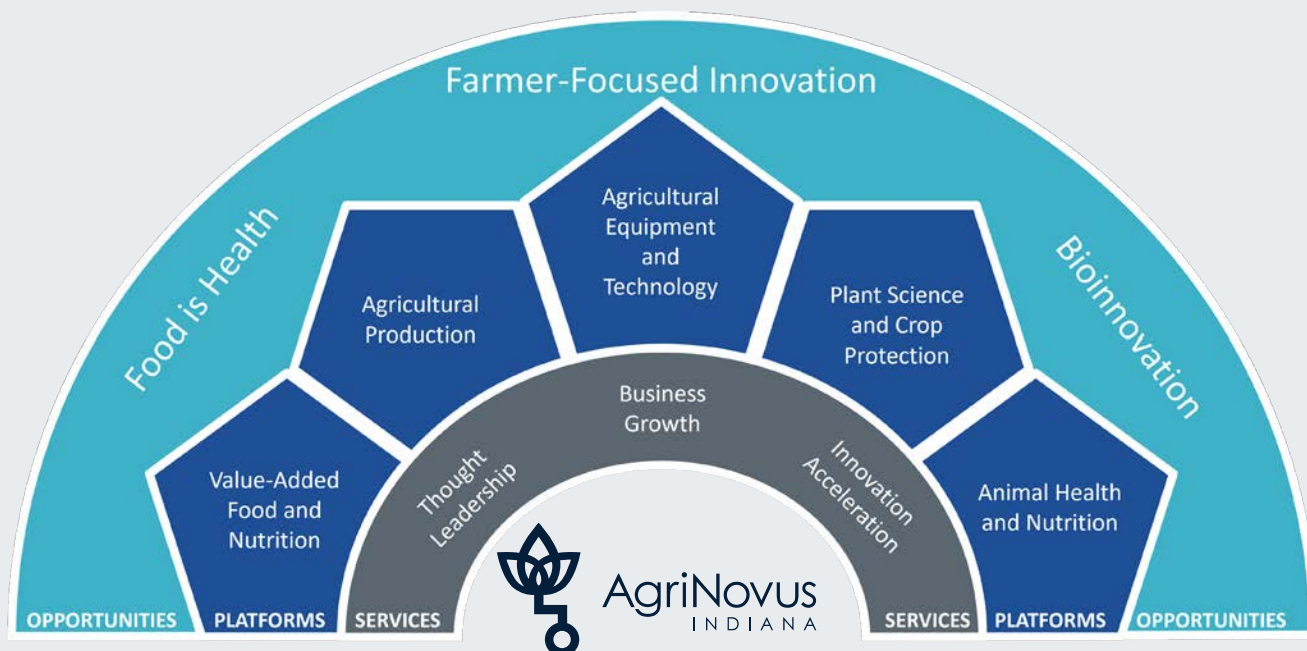 Farmer-Focused Innovation
Food is Health
Bioinnovation
Value-Added
Food and
Nutrition
Agricultural
Production
Agricultural
Equipment
and
Technology
Plant Science
and Crop
Protection
Animal Health
and Nutrition
Thought
Leadership
Business
Growth
Innovation
Acceleration
AgriNovus
INDIANA
OPPORTUNITIES
PLATFORMS
SERVICES
SERVICES
PLATFORMS
OPPORTUNITIES